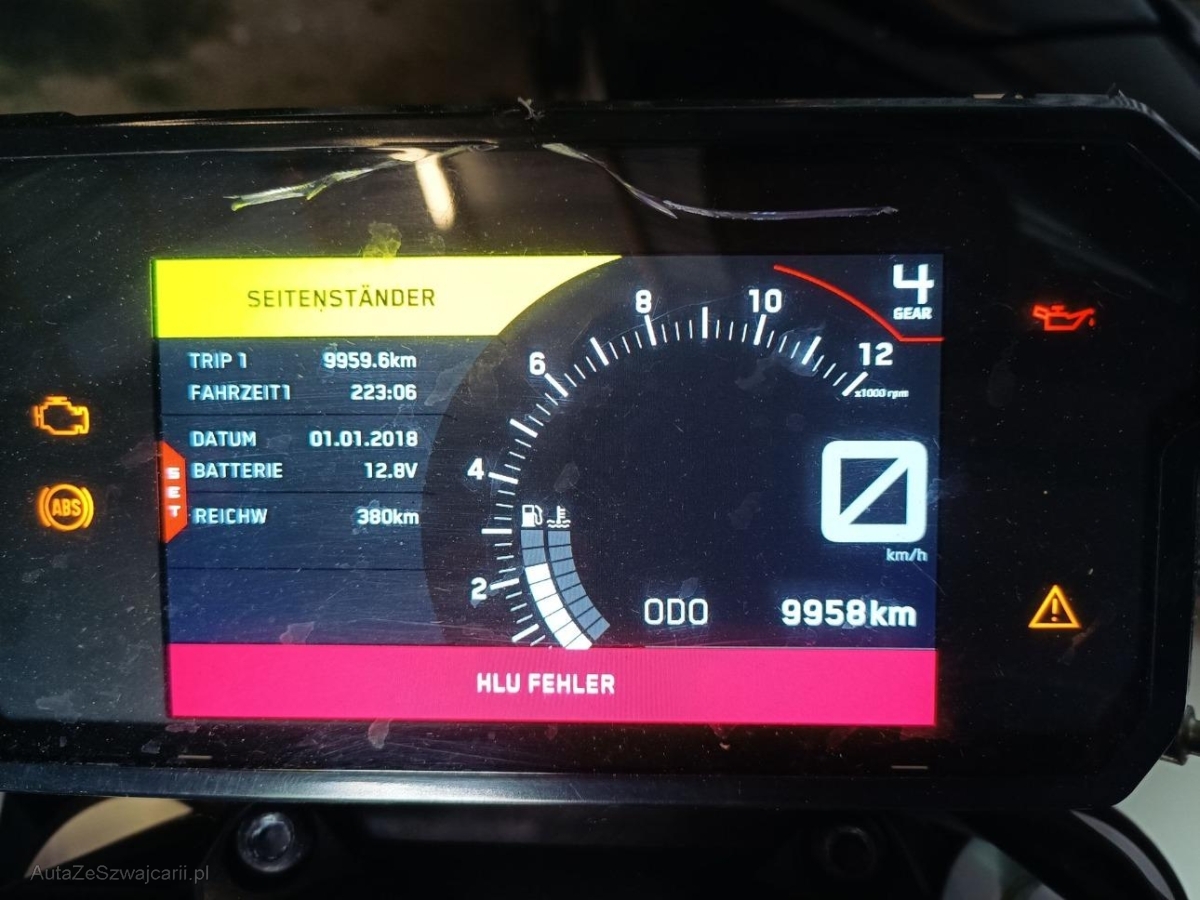 SEITENSTÄNDER
TRIP 1 9959.6km
FAHRZEIT1 223:06
DATUM 01.01.2018
BATTERIE 12.8V
REICHW 380km
SET
2
4
6
8
10
12
x1000 rpm
4
GEAR
0
km/h
ODO 9958km
HLU FEHLER
ABS
AutaZeSzwajcarii.pl